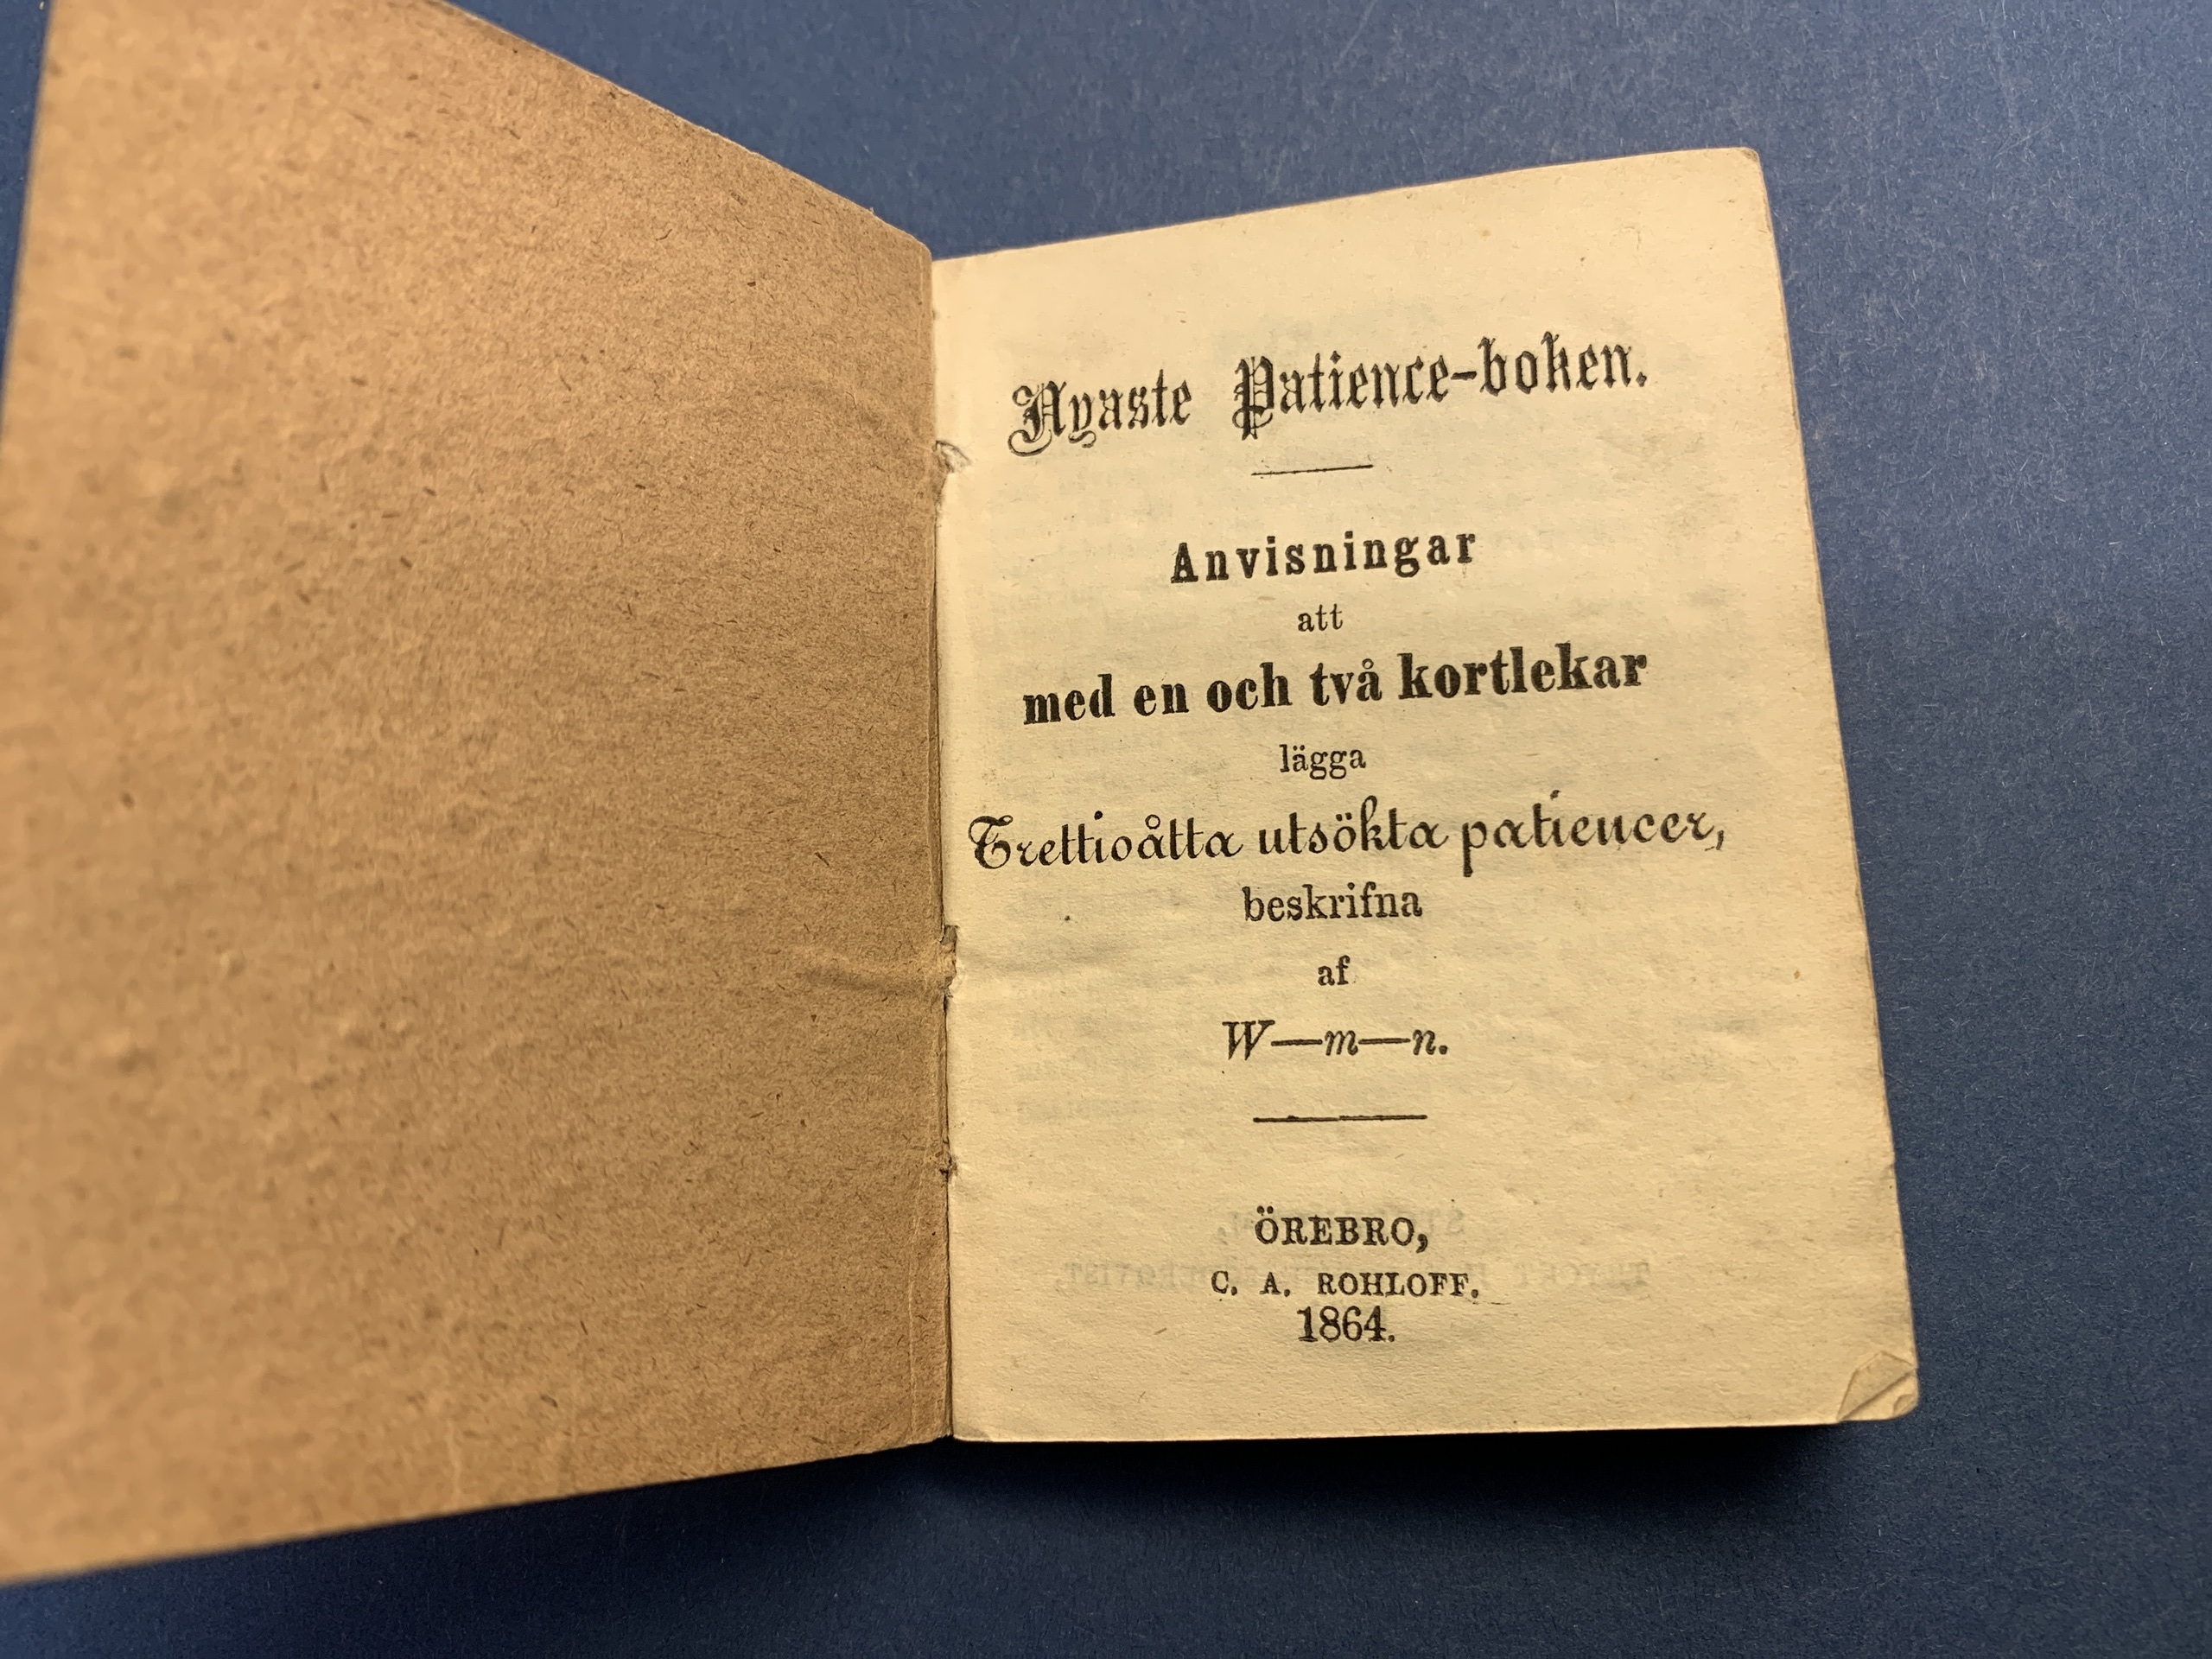 Nyaste Patience-boken.
Anvisningar
att
med en och två kortlekar
lägga
Trettioåtta utsökta patiencer,
beskrifna
af
W—m—n.
ÖREBRO,
C. A. ROHLOFF.
1864.